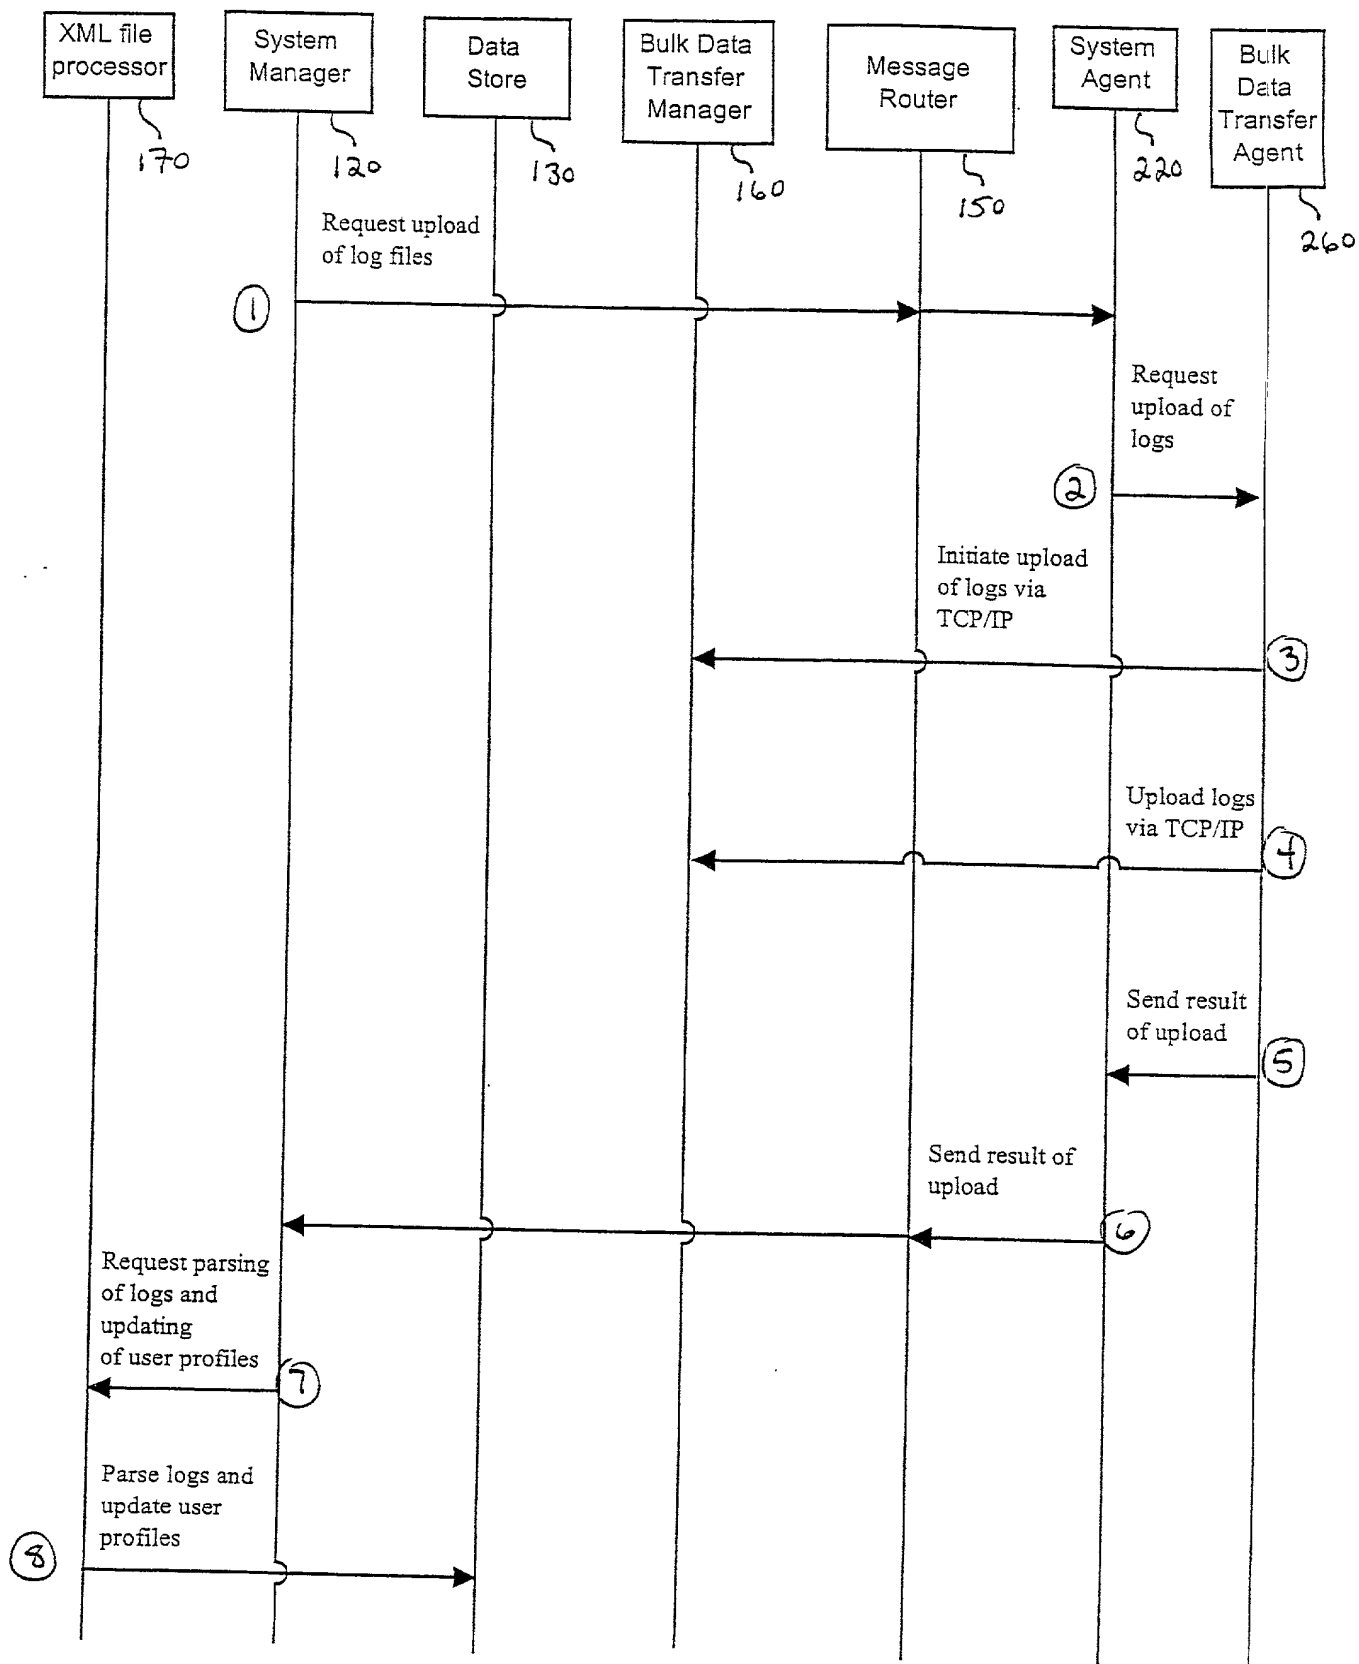 XML file
processor
System
Manager
Data
Store
Bulk Data
Transfer
Manager
Message
Router
System
Agent
Bulk
Data
Transfer
Agent
170
120
130
160
150
220
260
Request upload
of log files
1
Request
upload of
logs
2
Initiate upload
of logs via
TCP/IP
3
Upload logs
via TCP/IP
4
Send result
of upload
5
Send result of
upload
6
Request parsing
of logs and
updating
of user profiles
7
Parse logs and
update user
profiles
8